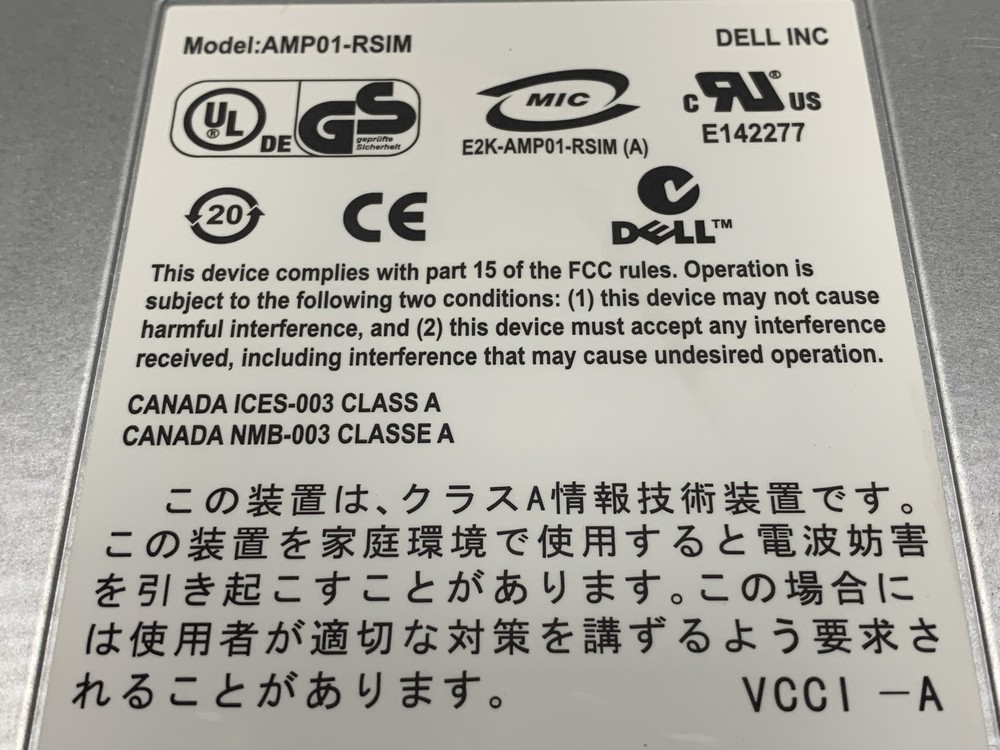 Model:AMP01-RSIM
DELL INC
UL
®
DE
GS
geprüfte
Sicherheit
MIC
E2K-AMP01-RSIM (A)
c RU® US
E142277
20
CE
DELL™
This device complies with part 15 of the FCC rules. Operation is
subject to the following two conditions: (1) this device may not cause
harmful interference, and (2) this device must accept any interference
received, including interference that may cause undesired operation.
CANADA ICES-003 CLASS A
CANADA NMB-003 CLASSE A
この装置は、クラスA情報技術装置です。
この装置を家庭環境で使用すると電波妨害
を引き起こすことがあります。この場合に
は使用者が適切な対策を講ずるよう要求さ
れることがあります。 VCCI －A